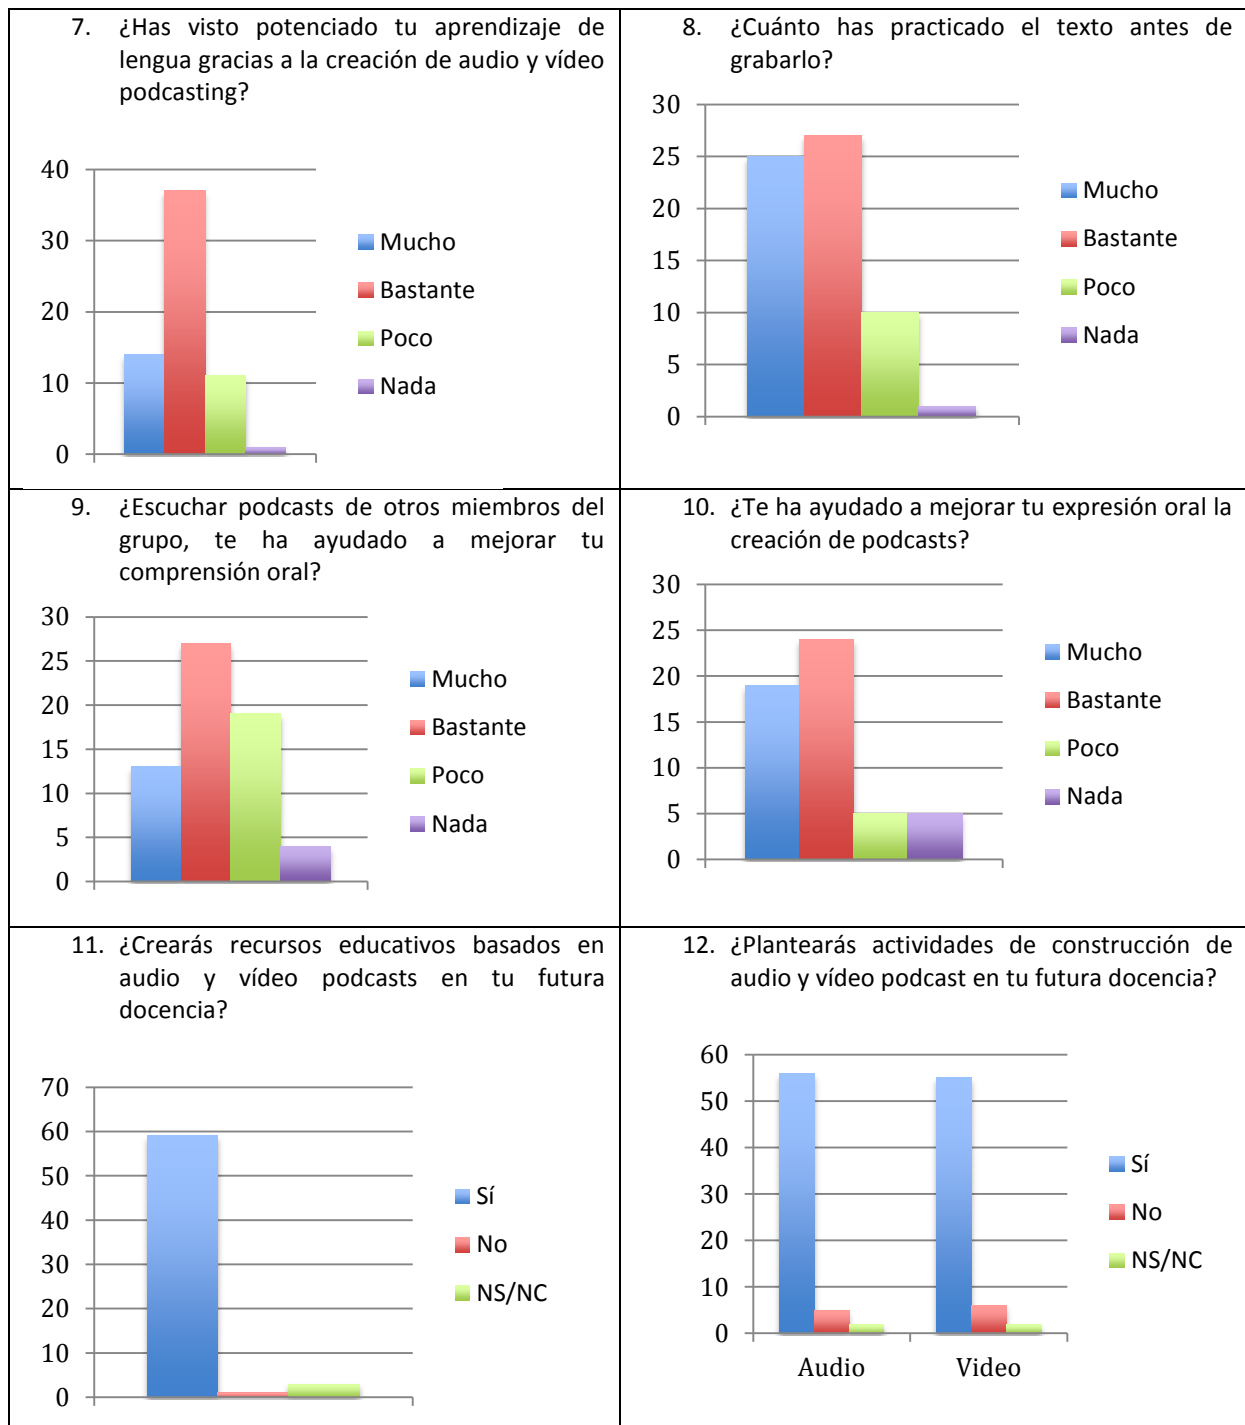 7. ¿Has visto potenciado tu aprendizaje de
lengua gracias a la creación de audio y vídeo
podcasting?
40
30
20
10
0
Mucho
Bastante
Poco
Nada
8. ¿Cuánto has practicado el texto antes de
grabarlo?
30
25
20
15
10
5
0
Mucho
Bastante
Poco
Nada
9. ¿Escuchar podcasts de otros miembros del
grupo, te ha ayudado a mejorar tu
comprensión oral?
30
25
20
15
10
5
0
Mucho
Bastante
Poco
Nada
10. ¿Te ha ayudado a mejorar tu expresión oral la
creación de podcasts?
30
25
20
15
10
5
0
Mucho
Bastante
Poco
Nada
11. ¿Crearás recursos educativos basados en
audio y vídeo podcasts en tu futura
docencia?
70
60
50
40
30
20
10
0
Sí
No
NS/NC
12. ¿Plantearás actividades de construcción de
audio y vídeo podcast en tu futura docencia?
60
50
40
30
20
10
0
Audio Video
Sí
No
NS/NC